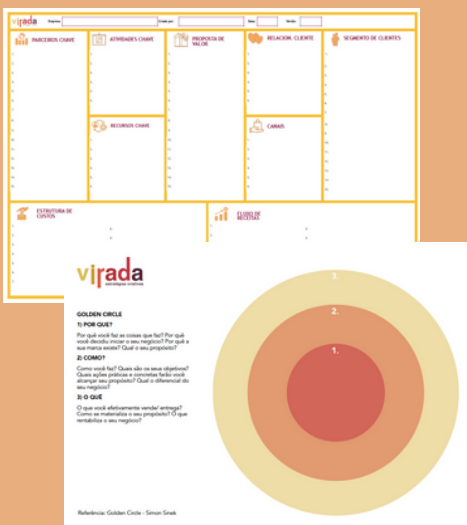 virada
Empresa:
Criado por:
Data:
Versão:
PARCEIROS CHAVE
ATIVIDADES CHAVE
PROPOSTA DE
VALOR
RELACION. CLIENTE
SEGMENTO DE CLIENTES
RECURSOS CHAVE
CANAIS
ESTRUTURA DE
CUSTOS
FLUXO DE
RECEITAS
virada
estratégias criativas
GOLDEN CIRCLE
1) POR QUE?
Por quê você faz as coisas que faz? Por quê
você decidiu iniciar o seu negócio? Por quê a
sua marca existe? Qual o seu propósito?
2) COMO?
Como você faz? Quais são os seus objetivos?
Quais ações práticas e concretas farão você
alcançar seu propósito? Qual o diferencial do
seu negócio?
3) O QUÊ
O que você efetivamente vende/ entrega?
Como se materializa o seu propósito? O que
rentabiliza o seu negócio?
3.
2.
1.
Referência: Golden Circle - Simon Sinek